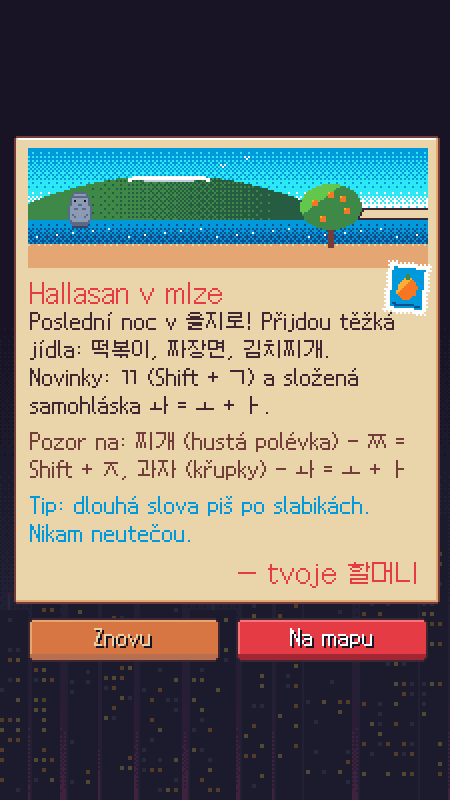 Hallasan v mlze
Poslední noc v 을지로! Přijdou těžká
jídla: 떡볶이, 짜장면, 김치찌개.
Novinky: ㄲ (Shift + ㄱ) a složená
samohláska ㅘ = ㅗ + ㅏ.
Pozor na: 찌개 (hustá polévka) – ㅉ =
Shift + ㅈ, 과자 (křupky) – ㅘ = ㅗ + ㅏ
Tip: dlouhá slova piš po slabikách.
Nikam neutečou.
– tvoje 할머니
Znovu
Na mapu